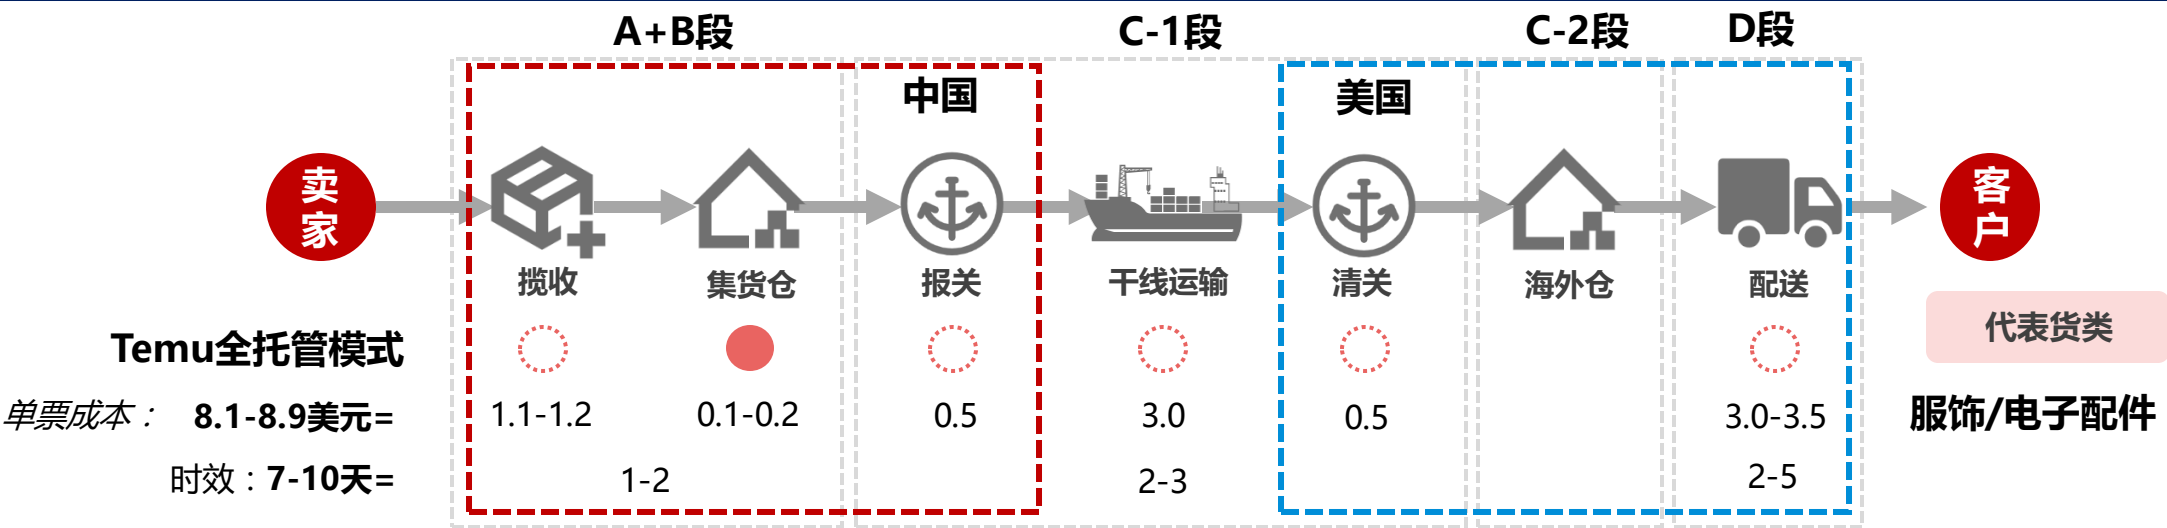 A+B段
C-1段
C-2段
D段
中国
美国
卖家
客户
揽收
集货仓
报关
干线运输
清关
海外仓
配送
代表货类
Temu全托管模式
单票成本： 8.1-8.9美元= 1.1-1.2 0.1-0.2 0.5 3.0 0.5 3.0-3.5 服饰/电子配件
时效：7-10天= 1-2 2-3 2-5